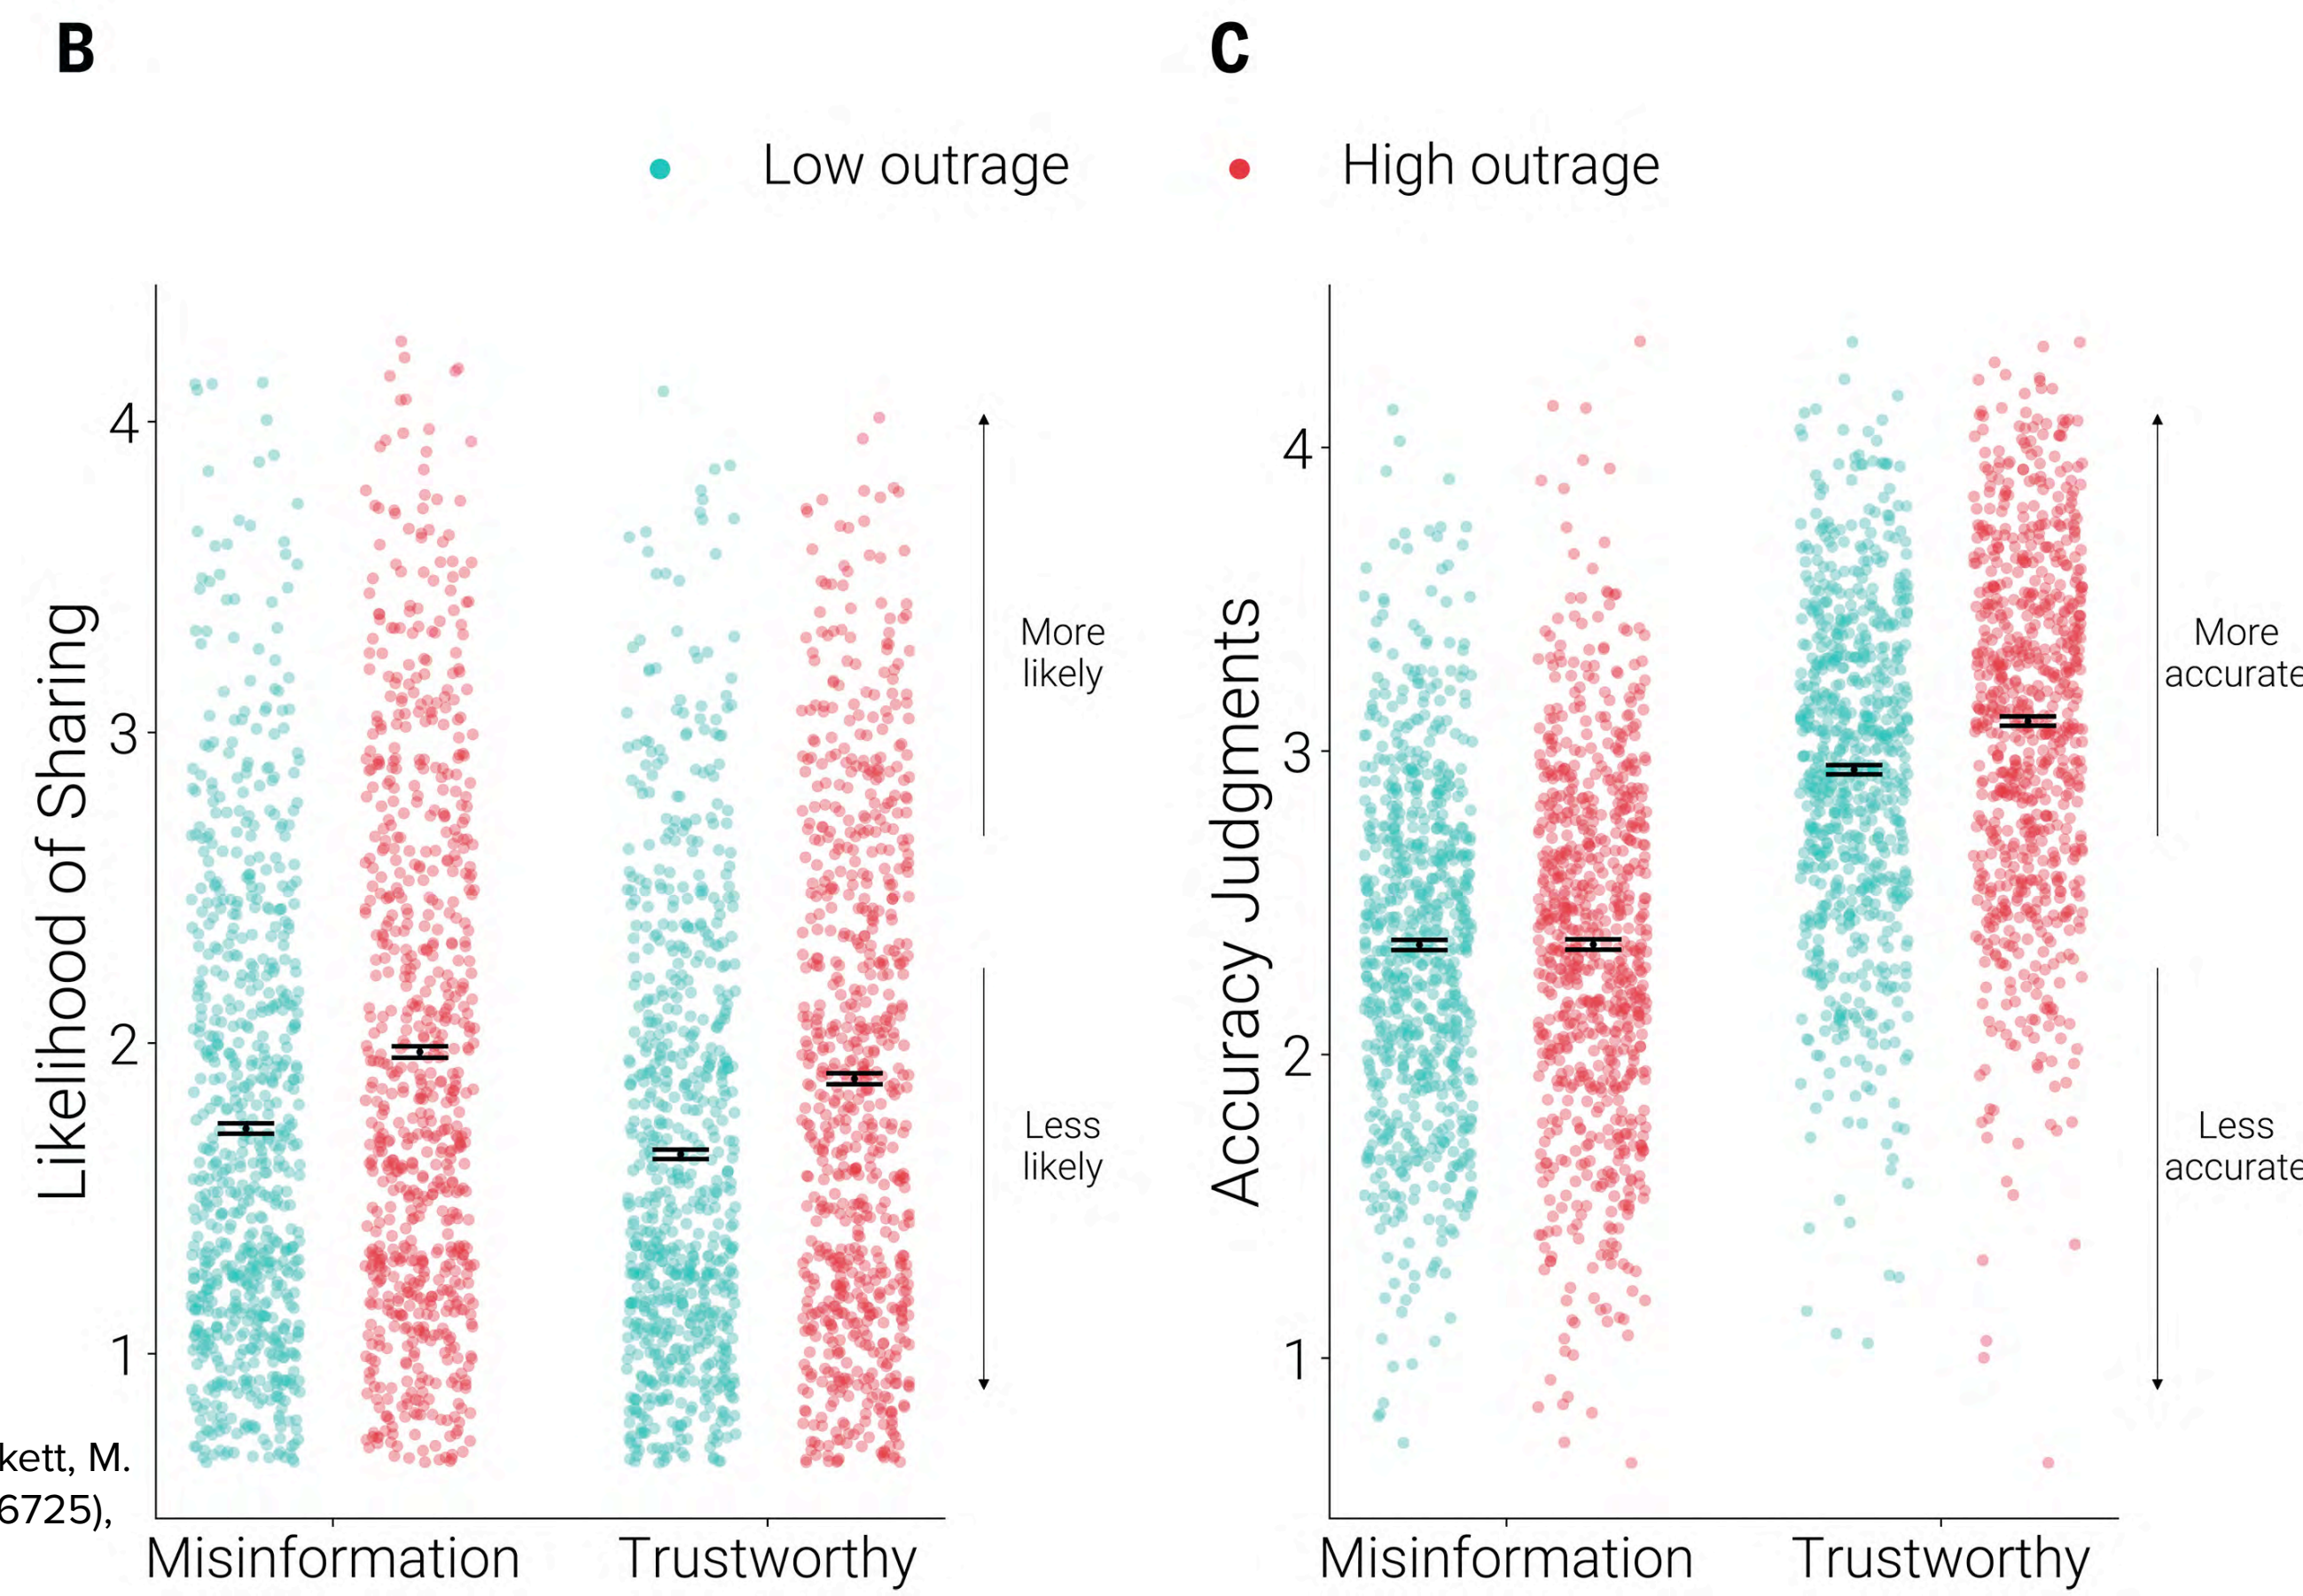 B
C
Low outrage
High outrage
Likelihood of Sharing
4
3
2
1
More
likely
Less
likely
Misinformation
Trustworthy
Accuracy Judgments
4
3
2
1
More
accurate
Less
accurate
Misinformation
Trustworthy
kett, M.
6725),